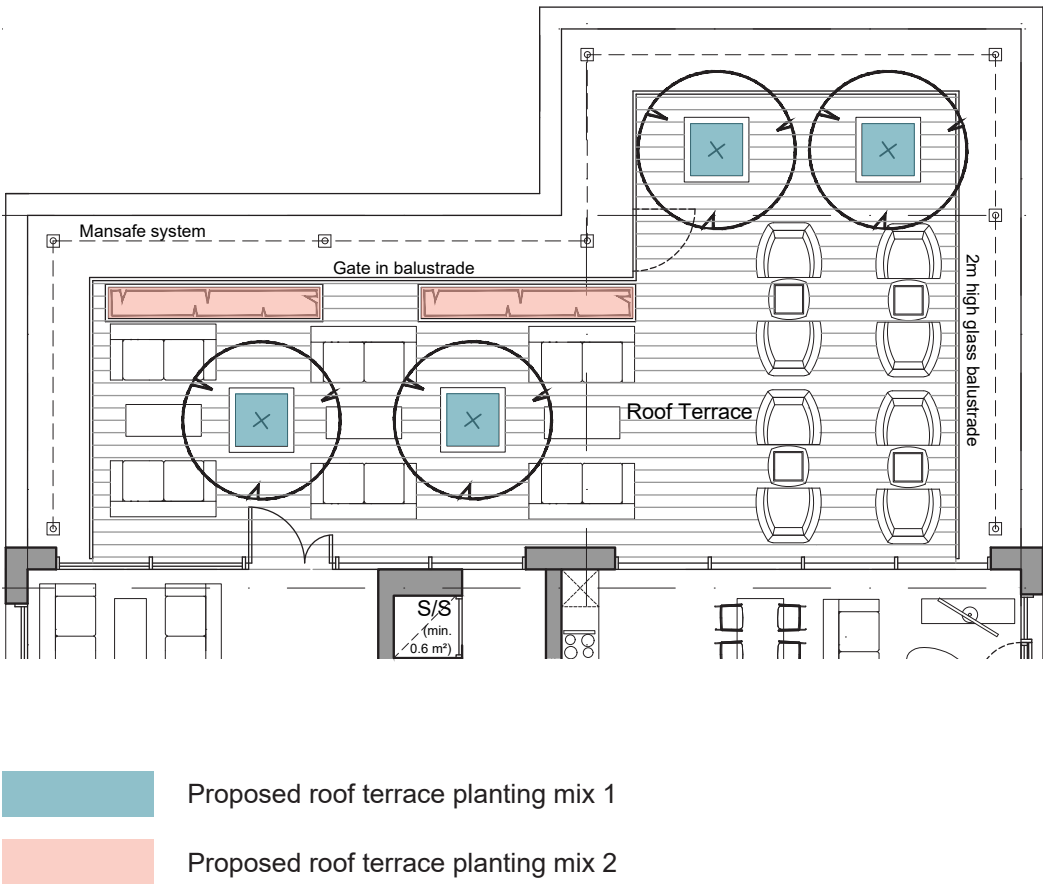 Mansafe system
Gate in balustrade
2m high glass balustrade
Roof Terrace
S/S
(min.
0.6 m²)
Proposed roof terrace planting mix 1
Proposed roof terrace planting mix 2